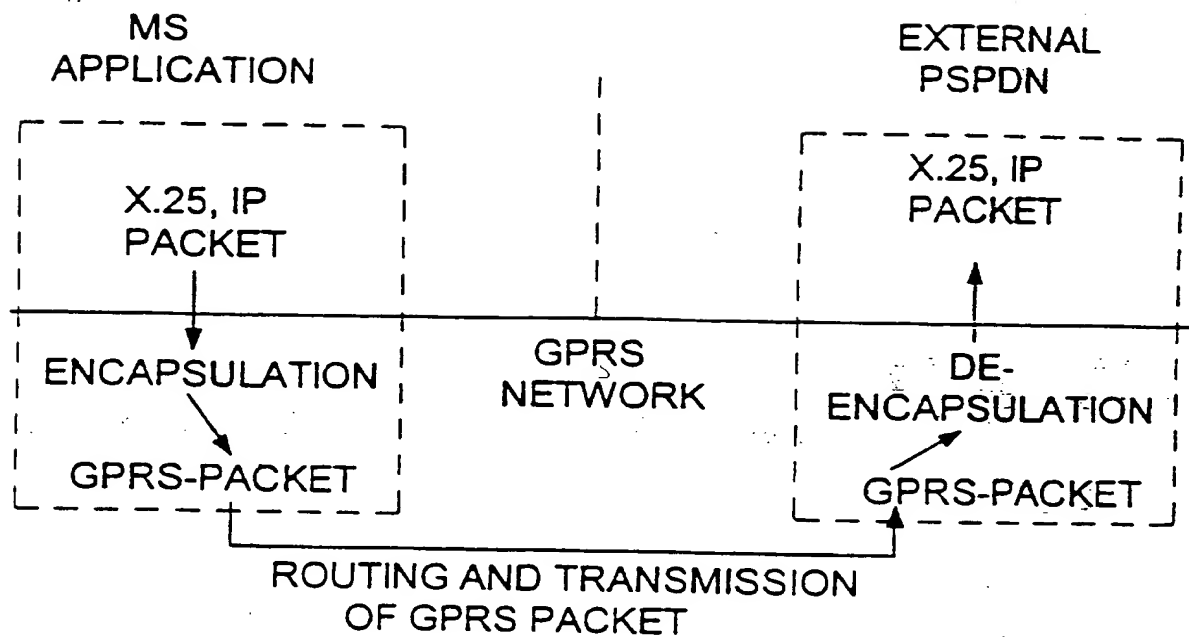 MS
APPLICATION
EXTERNAL
PSPDN
X.25, IP
PACKET
X.25, IP
PACKET
ENCAPSULATION
GPRS
NETWORK
DE-
ENCAPSULATION
GPRS-PACKET
GPRS-PACKET
ROUTING AND TRANSMISSION
OF GPRS PACKET